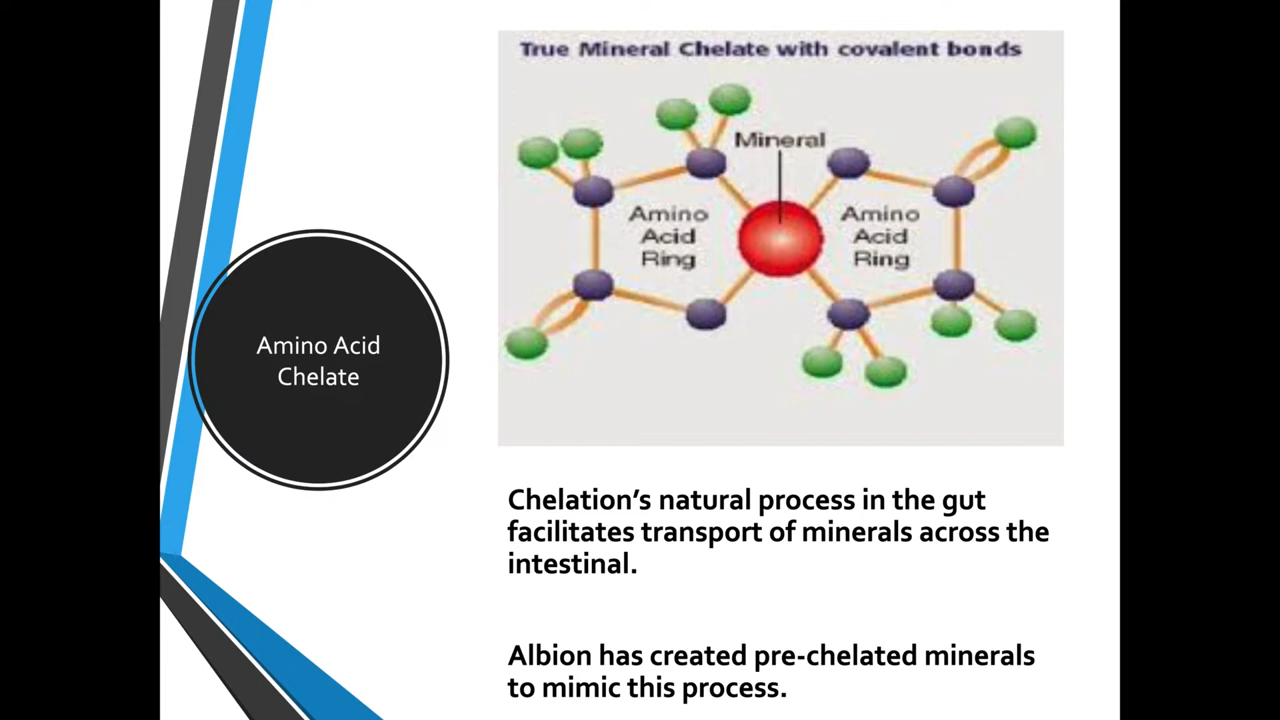 Amino Acid
Chelate
True Mineral Chelate with covalent bonds
Mineral
Amino
Acid
Ring
Amino
Acid
Ring
Chelation’s natural process in the gut
facilitates transport of minerals across the
intestinal.
Albion has created pre-chelated minerals
to mimic this process.